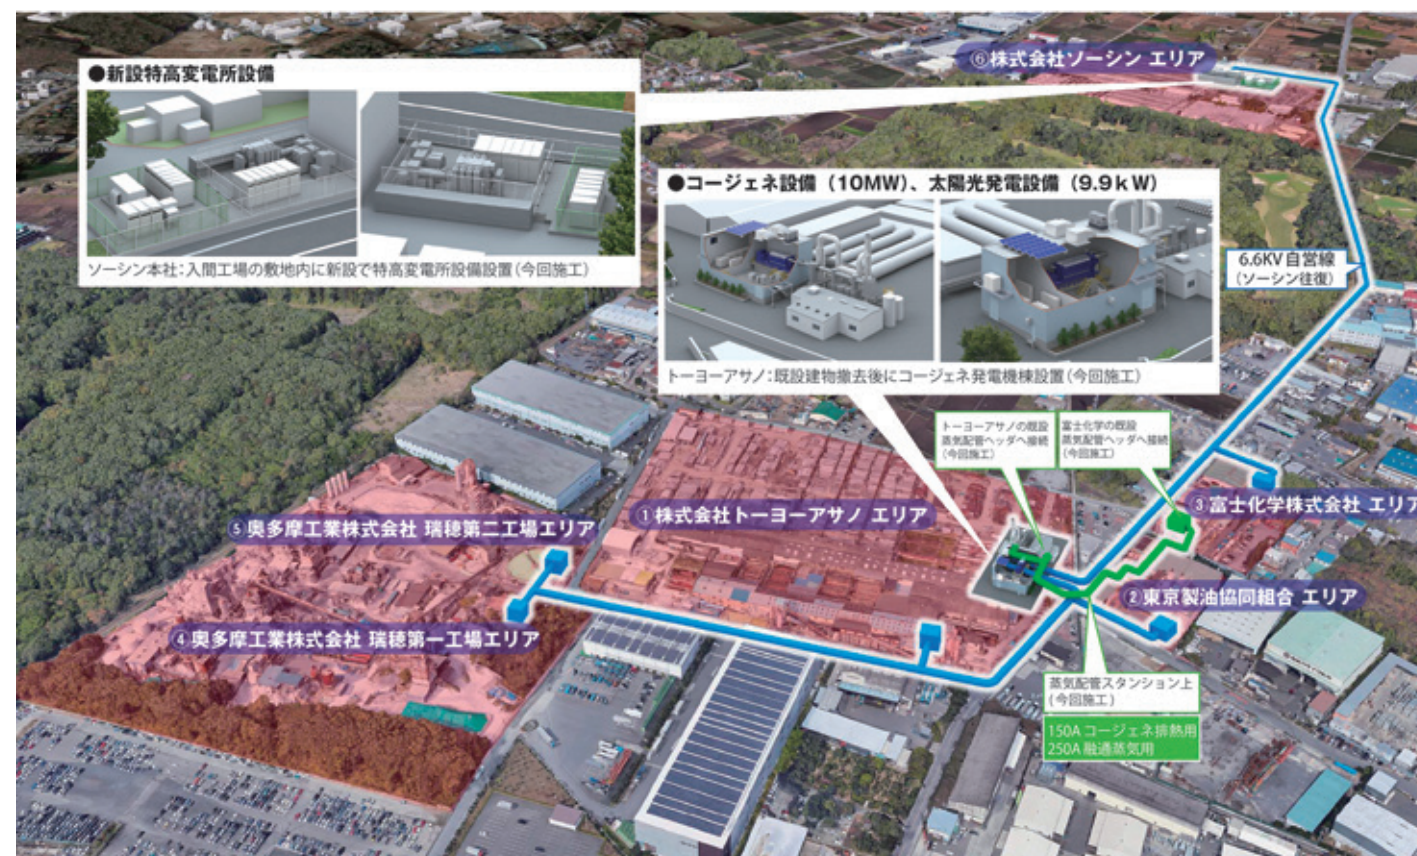 ⑥株式会社ソーシン エリア
●新設特高変電所設備
ソーシン本社：入間工場の敷地内に新設で特高変電所設備設置（今回施工）
●コージェネ設備（10MW）、太陽光発電設備（9.9kW）
トーヨーアサノ：既設建物撤去後にコージェネ発電機棟設置（今回施工）
6.6KV自営線
（ソーシン往復）
トーヨーアサノの既設
蒸気配管ヘッダへ接続
（今回施工）
富士化学の既設
蒸気配管ヘッダへ接続
（今回施工）
③富士化学株式会社 エリア
①株式会社トーヨーアサノ エリア
⑤奥多摩工業株式会社 瑞穂第二工場エリア
②東京製油協同組合 エリア
④奥多摩工業株式会社 瑞穂第一工場エリア
蒸気配管スタンション上
（今回施工）
150A コージェネ排熱用
250A 融通蒸気用